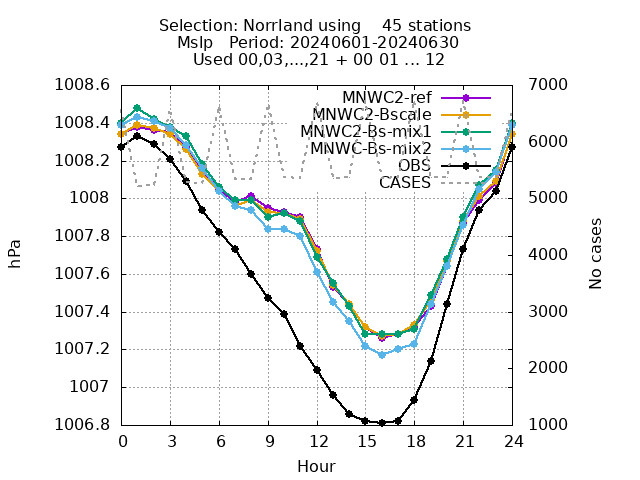 Selection: Norrland using    45 stations
Mslp   Period: 20240601-20240630
Used 00,03,...,21 + 00 01 ... 12
1008.6
1008.4
1008.2
1008
1007.8
1007.6
1007.4
1007.2
1007
1006.8
hPa
MNWC2-ref
MNWC2-Bscale
MNWC2-Bs-mix1
MNWC-Bs-mix2
OBS
CASES
7000
6000
5000
4000
3000
2000
1000
No cases
0 3 6 9 12 15 18 21 24
Hour